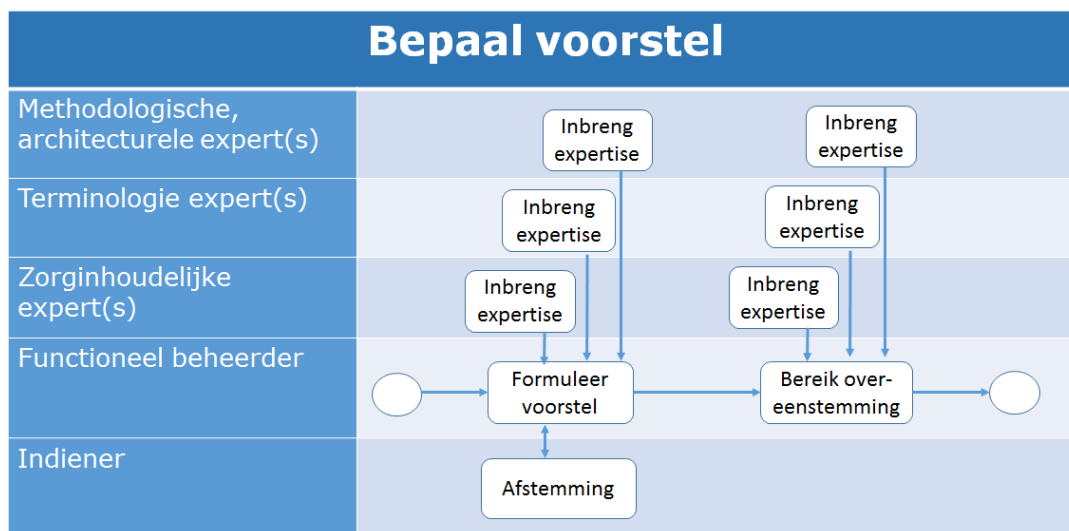 Bepaal voorstel
Methodologische,
architecturele expert(s)
Inbreng
expertise
Inbreng
expertise
Terminologie expert(s)
Inbreng
expertise
Inbreng
expertise
Zorginhoudelijke
expert(s)
Inbreng
expertise
Inbreng
expertise
Functioneel beheerder
Formuleer
voorstel
Bereik over-
eenstemming
Indiener
Afstemming